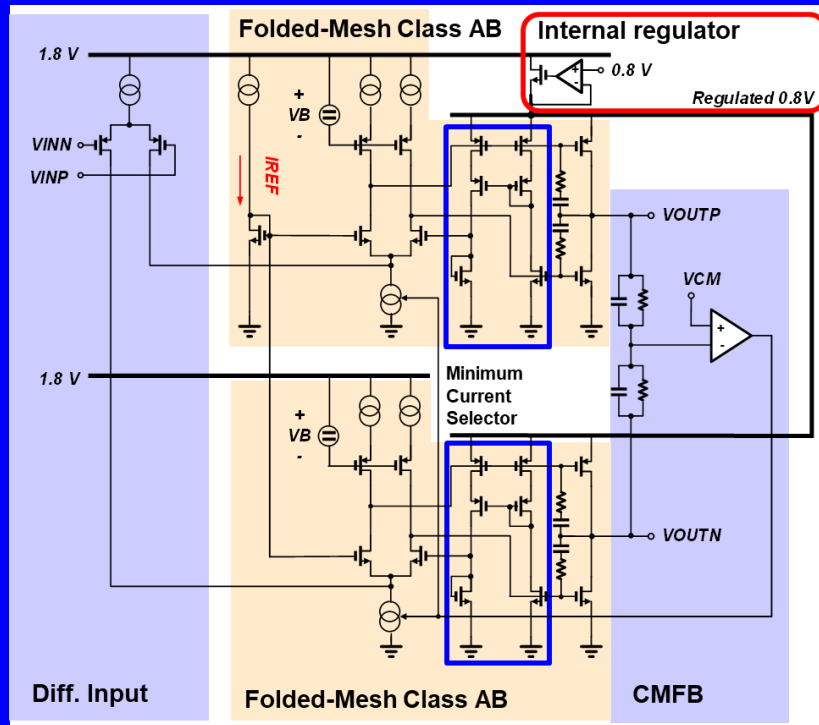 Folded-Mesh Class AB
Internal regulator
1.8 V
0.8 V
Regulated 0.8V
+
VB
-
+
-
VINN
VINP
IREF
VOUTP
VCM
+
-
Minimum
Current
Selector
1.8 V
+
VB
-
VOUTN
Diff. Input
Folded-Mesh Class AB
CMFB